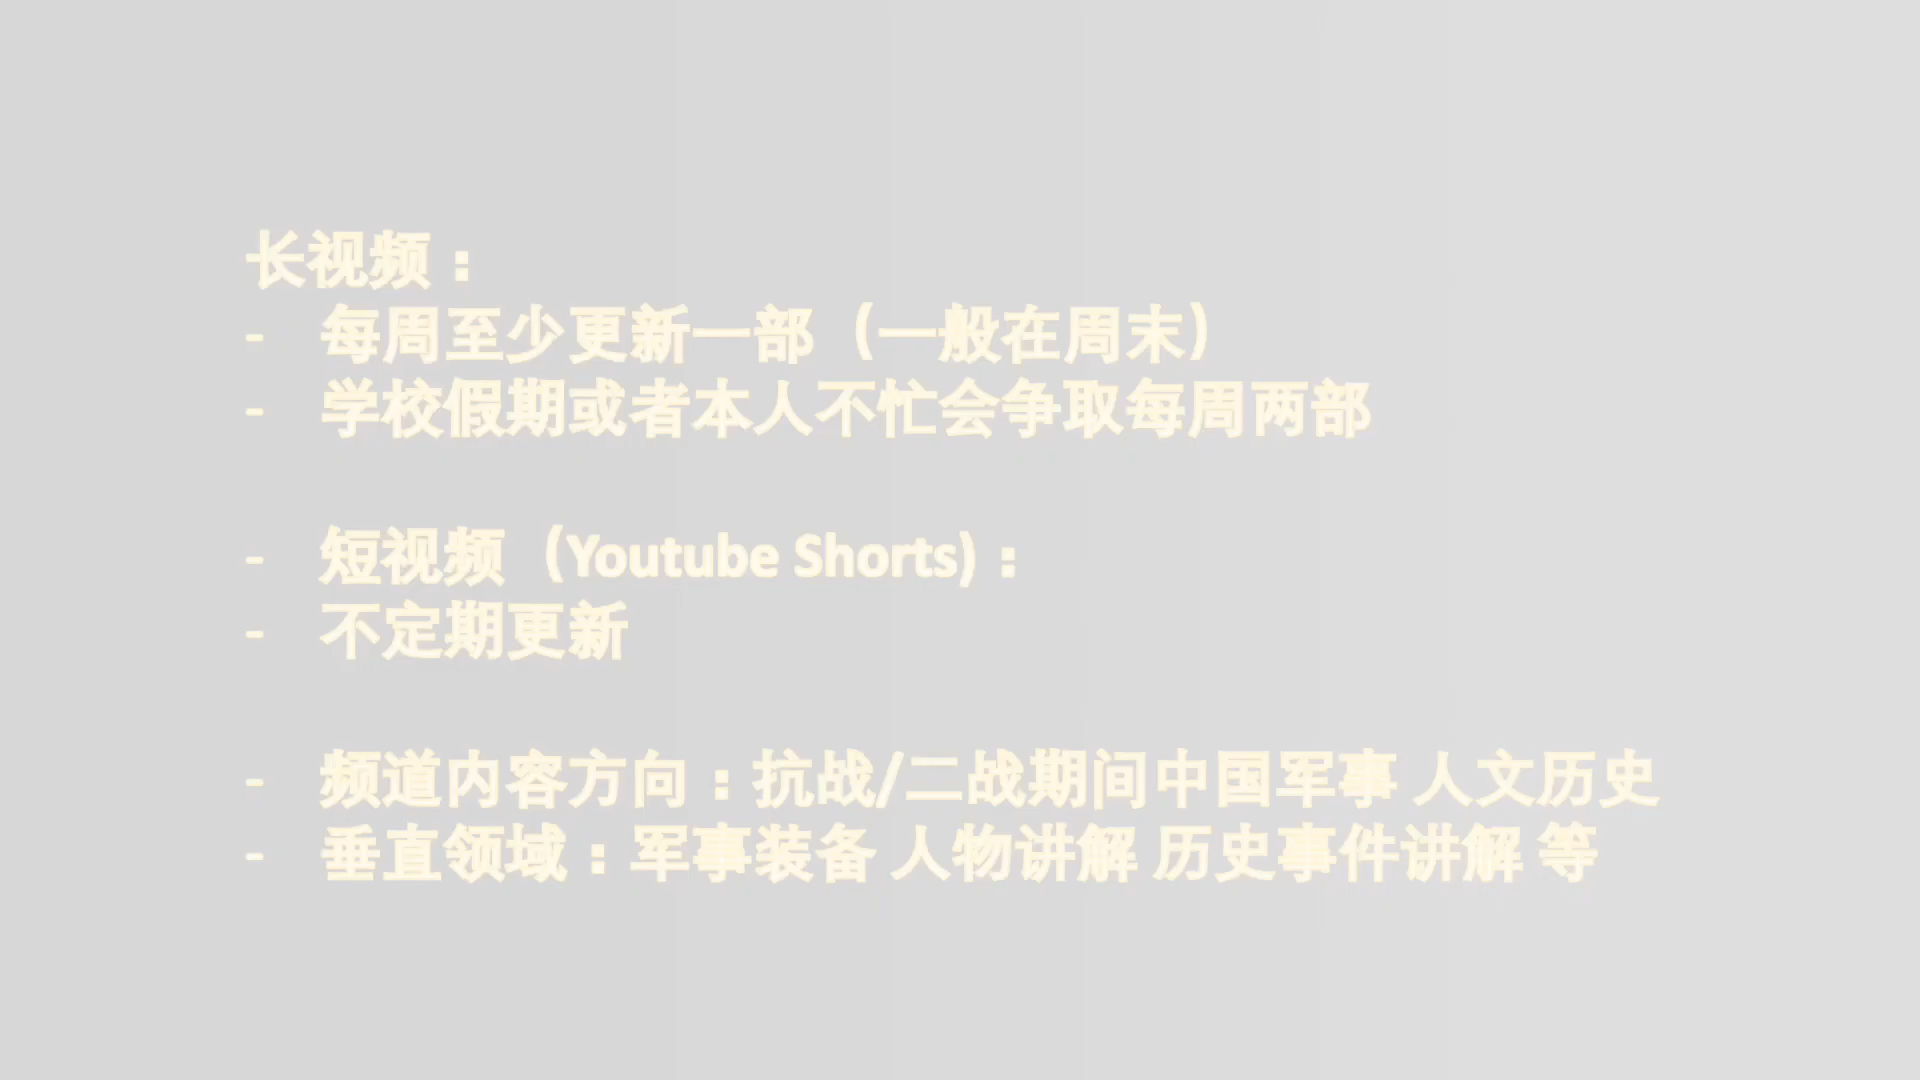 长视频：
- 每周至少更新一部（一般在周末）
- 学校假期或者本人不忙会争取每周两部
- 短视频（Youtube Shorts)：
- 不定期更新
- 频道内容方向：抗战/二战期间中国军事 人文历史
- 垂直领域：军事装备 人物讲解 历史事件讲解 等